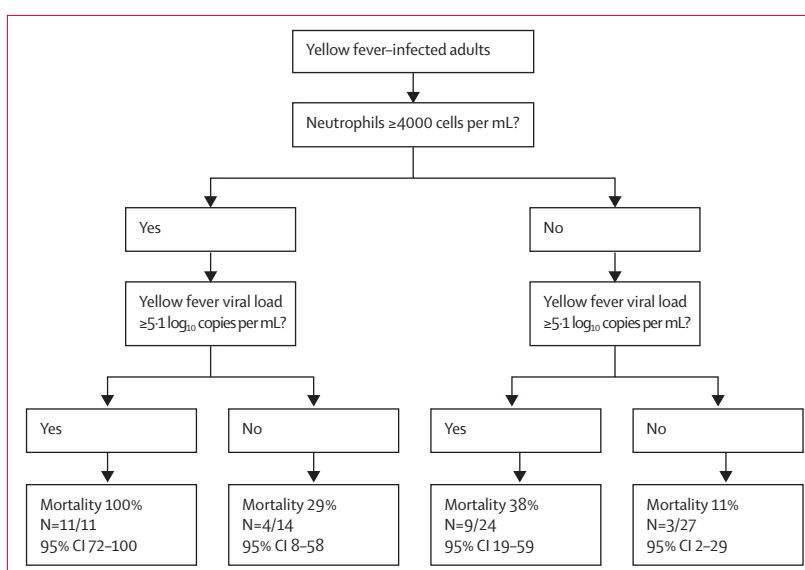 Yellow fever–infected adults
Neutrophils ≥4000 cells per mL?
Yes
No
Yellow fever viral load
≥5·1 log₁₀ copies per mL?
Yellow fever viral load
≥5·1 log₁₀ copies per mL?
Yes
No
Yes
No
Mortality 100%
N=11/11
95% CI 72–100
Mortality 29%
N=4/14
95% CI 8–58
Mortality 38%
N=9/24
95% CI 19–59
Mortality 11%
N=3/27
95% CI 2–29